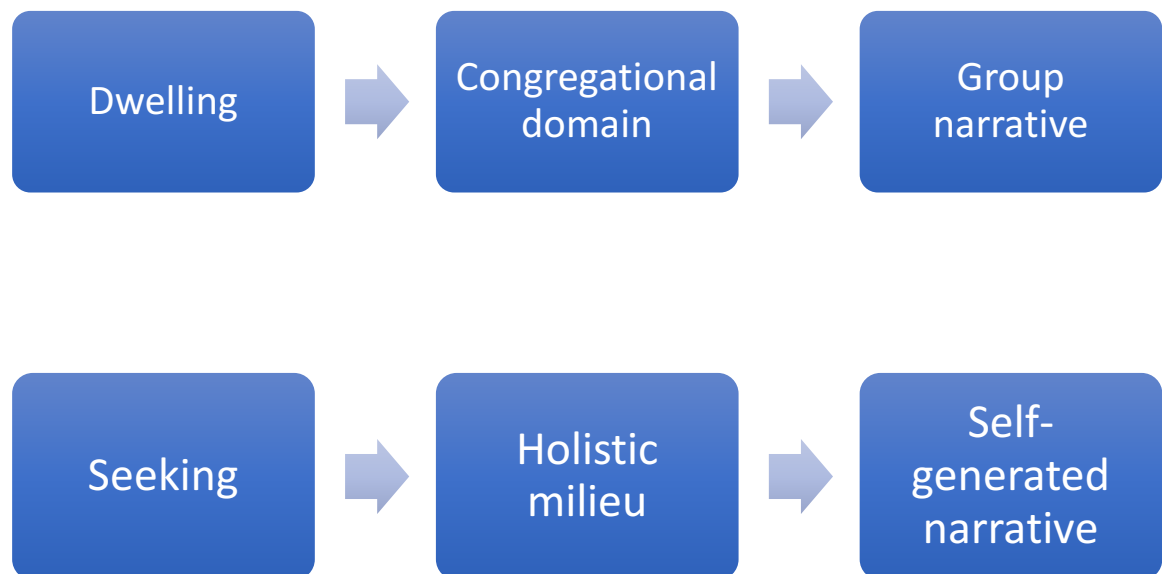 Dwelling
Congregational
domain
Group
narrative
Seeking
Holistic
milieu
Self-
generated
narrative